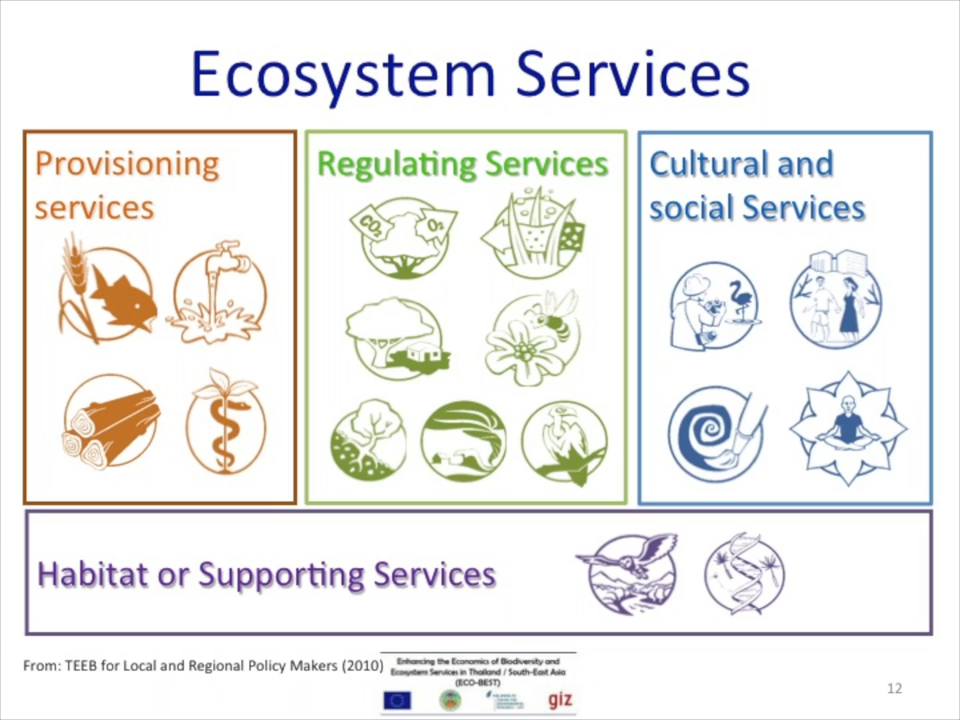 Ecosystem Services
Provisioning
services
Regulating Services
CO₂
O₂
Cultural and
social Services
Habitat or Supporting Services
From: TEEB for Local and Regional Policy Makers (2010)
Enhancing the Economics of Biodiversity and
Ecosystem Services in Thailand / South-East Asia
(ECO-BEST)
giz
12